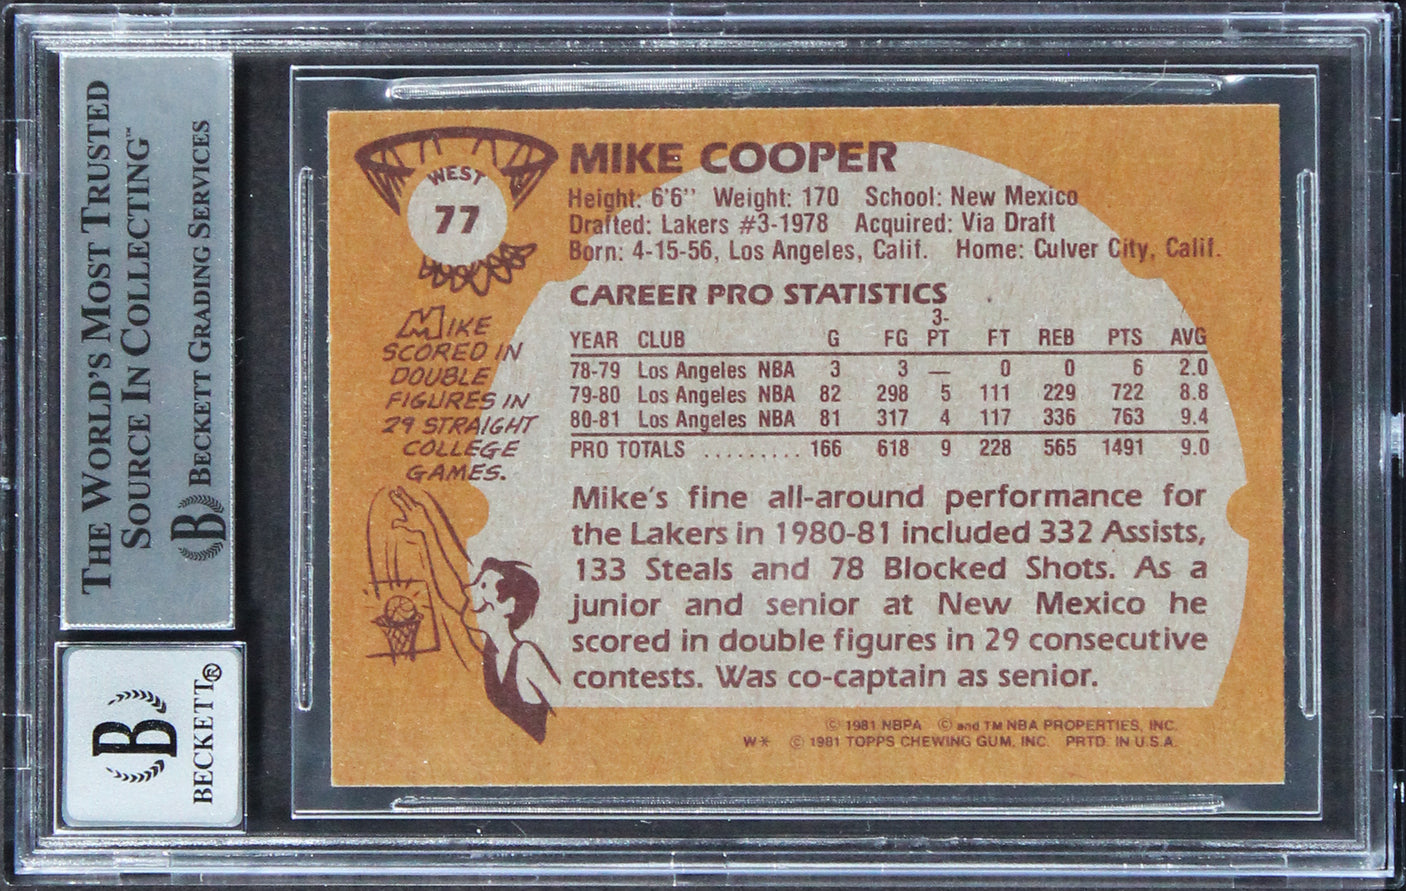 THE WORLD'S MOST TRUSTED
SOURCE IN COLLECTING™
B BECKETT GRADING SERVICES
B
BECKETT®
WEST
77
MIKE
SCORED IN
DOUBLE
FIGURES IN
29 STRAIGHT
COLLEGE
GAMES.
MIKE COOPER
Height: 6'6'' Weight: 170 School: New Mexico
Drafted: Lakers #3-1978 Acquired: Via Draft
Born: 4-15-56, Los Angeles, Calif. Home: Culver City, Calif.
CAREER PRO STATISTICS
YEAR CLUB G FG 3-PT FT REB PTS AVG
78-79 Los Angeles NBA 3 3 — 0 0 6 2.0
79-80 Los Angeles NBA 82 298 5 111 229 722 8.8
80-81 Los Angeles NBA 81 317 4 117 336 763 9.4
PRO TOTALS ......... 166 618 9 228 565 1491 9.0
Mike's fine all-around performance for
the Lakers in 1980-81 included 332 Assists,
133 Steals and 78 Blocked Shots. As a
junior and senior at New Mexico he
scored in double figures in 29 consecutive
contests. Was co-captain as senior.
© 1981 NBPA © and TM NBA PROPERTIES, INC.
W* © 1981 TOPPS CHEWING GUM, INC. PRTD. IN U.S.A.